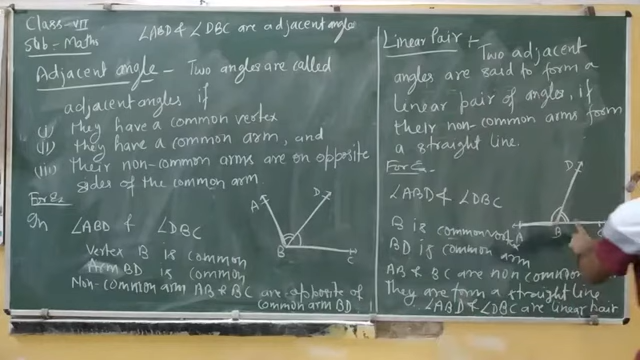 Class-VII
Sub-Maths
∠ABD & ∠DBC are adjacent angle
Adjacent angle - Two angles are called
adjacent angles if
(i) They have a common vertex
(ii) They have a common arm, and
(iii) Their non-common arms are on opposite
sides of the common arm.
For Ex
In ∠ABD & ∠DBC
Vertex B is common
Arm BD is common
Non-common arm AB & BC are opposite of
common arm BD
A
D
B
C
Linear Pair:- Two adjacent
angles are said to form a
linear pair of angles, if
their non-common arms form
a straight line.
For Ex
∠ABD & ∠DBC
B is common
BD is common arm
AB & BC are non common
They are form a straight line
∠ABD & ∠DBC are linear pair
D
A
B
C